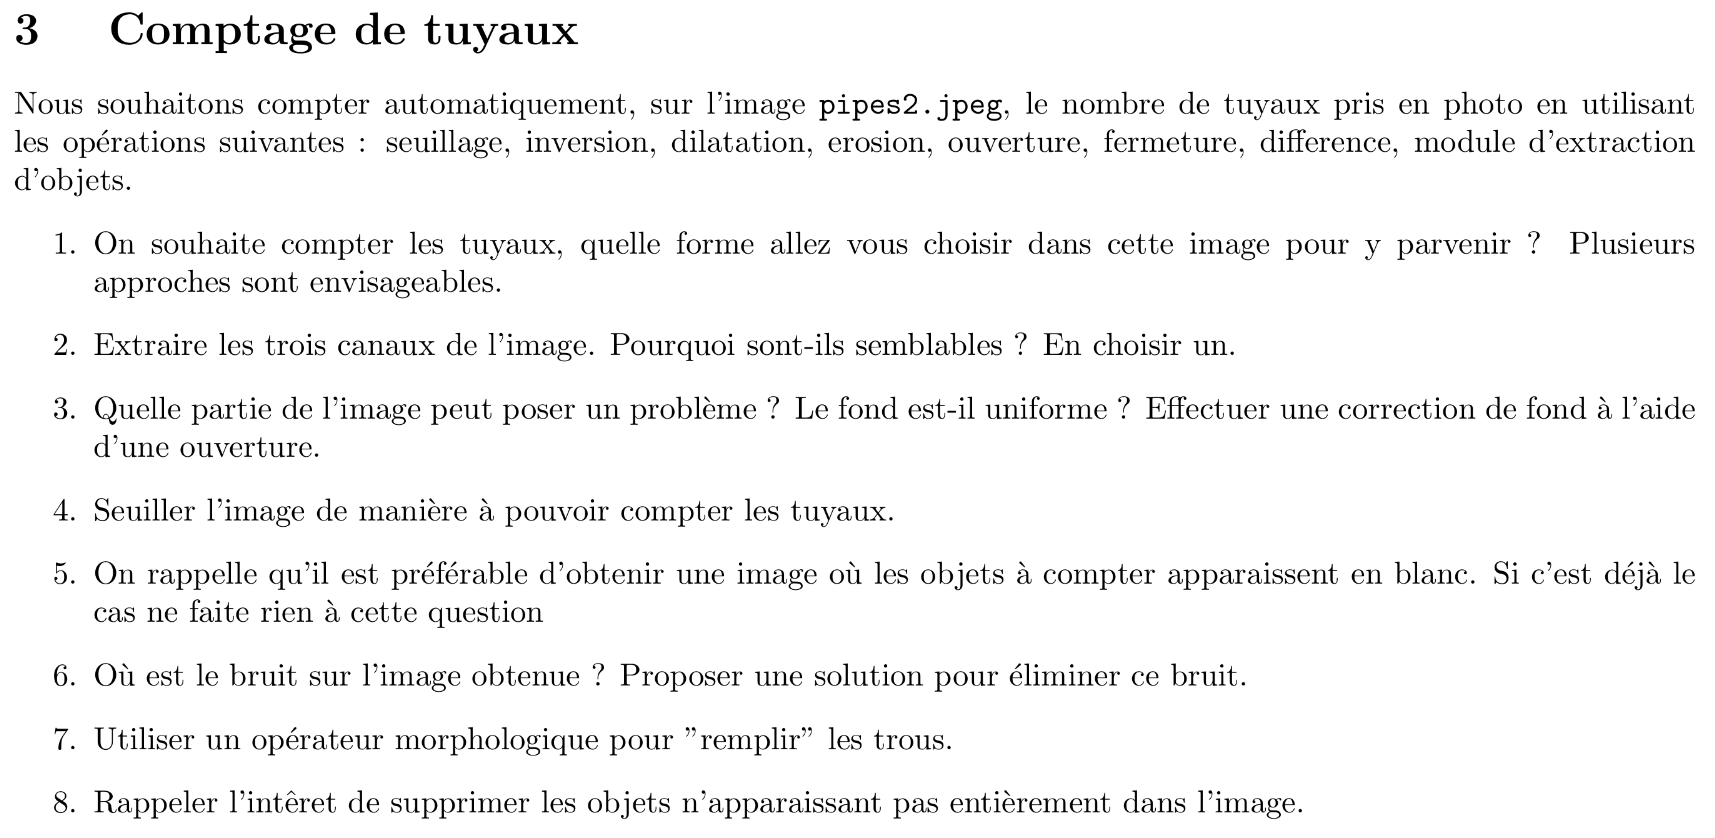 3 Comptage de tuyaux
Nous souhaitons compter automatiquement, sur l'image pipes2.jpeg, le nombre de tuyaux pris en photo en utilisant
les opérations suivantes : seuillage, inversion, dilatation, erosion, ouverture, fermeture, difference, module d'extraction
d'objets.
1. On souhaite compter les tuyaux, quelle forme allez vous choisir dans cette image pour y parvenir ? Plusieurs
approches sont envisageables.
2. Extraire les trois canaux de l'image. Pourquoi sont-ils semblables ? En choisir un.
3. Quelle partie de l'image peut poser un problème ? Le fond est-il uniforme ? Effectuer une correction de fond à l'aide
d'une ouverture.
4. Seuiller l'image de manière à pouvoir compter les tuyaux.
5. On rappelle qu'il est préférable d'obtenir une image où les objets à compter apparaissent en blanc. Si c'est déjà le
cas ne faite rien à cette question
6. Où est le bruit sur l'image obtenue ? Proposer une solution pour éliminer ce bruit.
7. Utiliser un opérateur morphologique pour ”remplir” les trous.
8. Rappeler l'intêret de supprimer les objets n'apparaissant pas entièrement dans l'image.